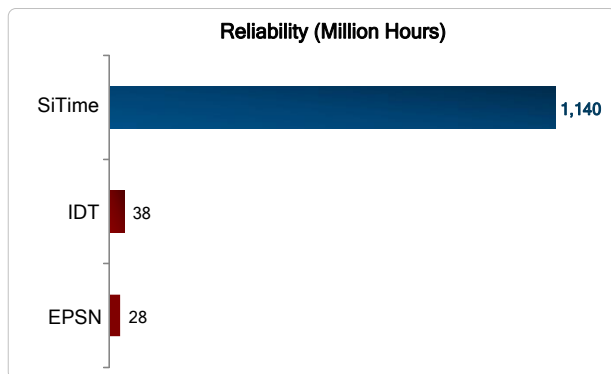 Reliability (Million Hours)
SiTime
1,140
IDT
38
EPSN
28